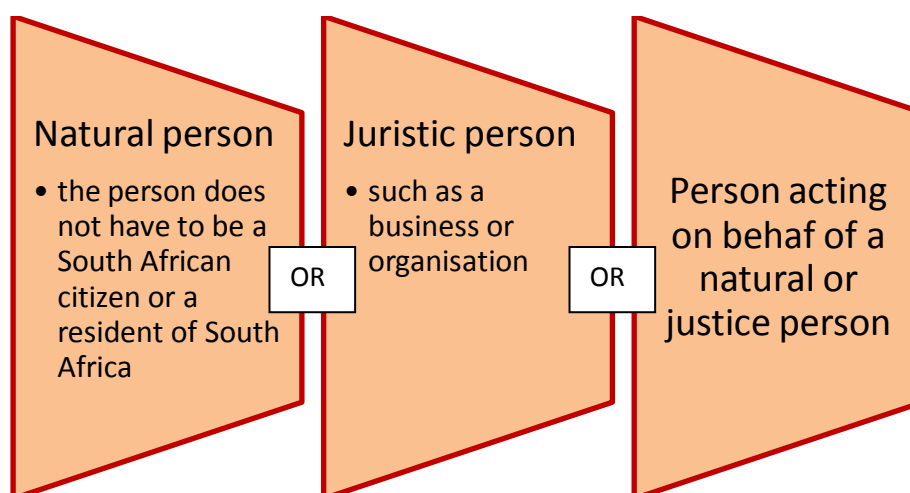 Natural person
• the person does
not have to be a
South African
citizen or a
resident of South
Africa
OR
Juristic person
• such as a
business or
organisation
OR
Person acting
on behaf of a
natural or
justice person